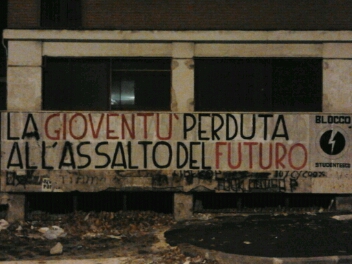 LA GIOVENTU' PERDUTA
ALL'ASSALTO DEL FUTURO
BLOCCO
STUDENTESCO